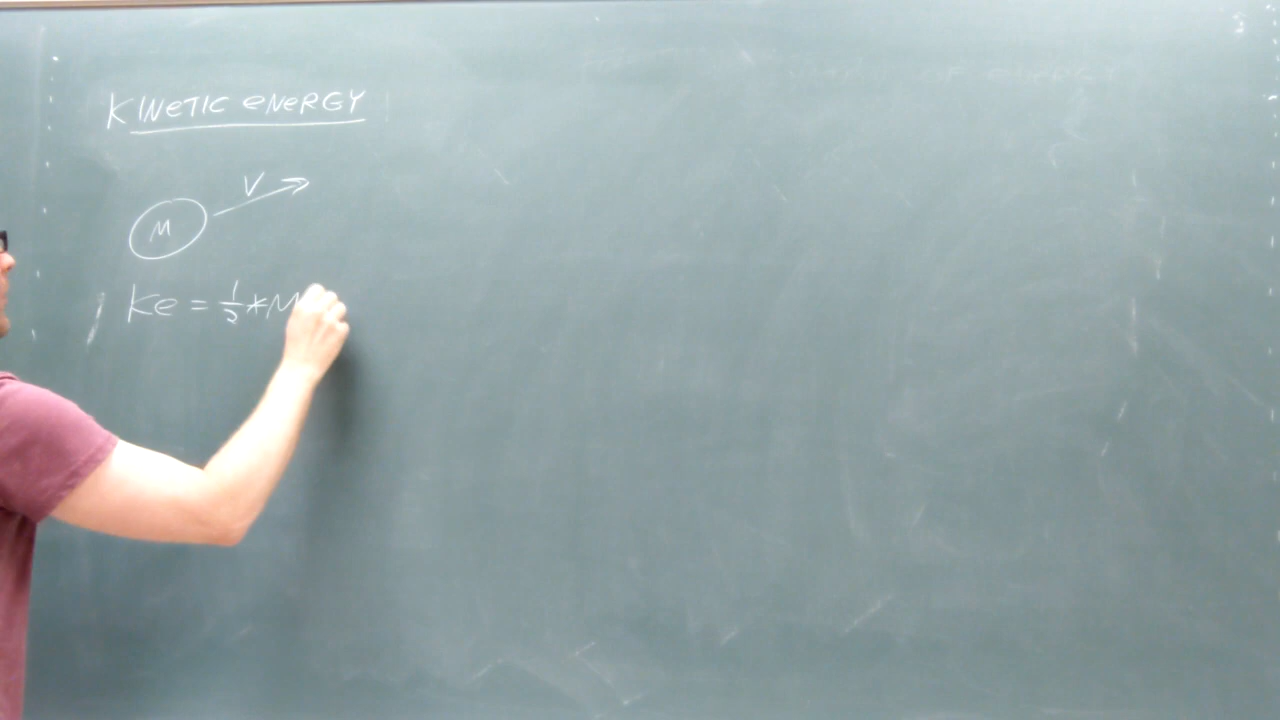 KINETIC ENERGY
V
M
Ke = 1/2 * M